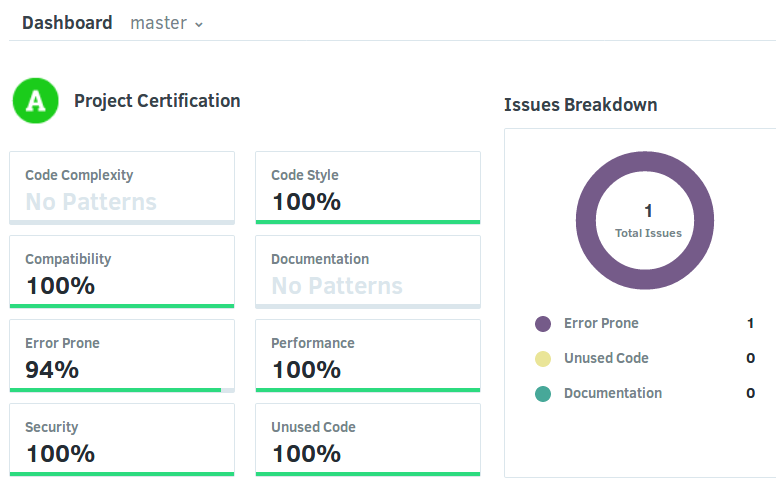 Dashboard master
A Project Certification
Code Complexity
No Patterns
Code Style
100%
Compatibility
100%
Documentation
No Patterns
Error Prone
94%
Performance
100%
Security
100%
Unused Code
100%
Issues Breakdown
1
Total Issues
Error Prone 1
Unused Code 0
Documentation 0